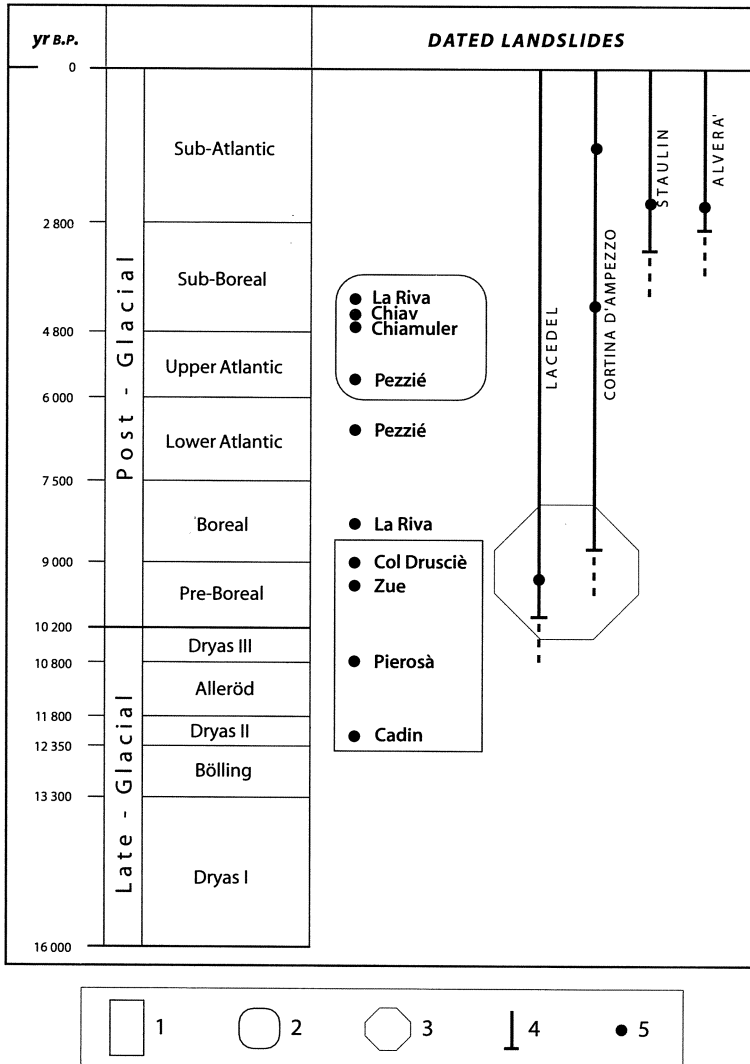 yr B.P.
DATED LANDSLIDES
0
Sub-Atlantic
2 800
Sub-Boreal
4 800
Upper Atlantic
6 000
Lower Atlantic
7 500
Boreal
9 000
Pre-Boreal
10 200
Dryas III
10 800
Alleröd
11 800
Dryas II
12 350
Bölling
13 300
Dryas I
16 000
Post - Glacial
Late - Glacial
La Riva
Chiav
Chiamuler
Pezzié
Pezzié
La Riva
Col Drusciè
Zue
Pierosà
Cadin
LACEDEL
CORTINA D'AMPEZZO
STAULIN
ALVERA'
1
2
3
4
5